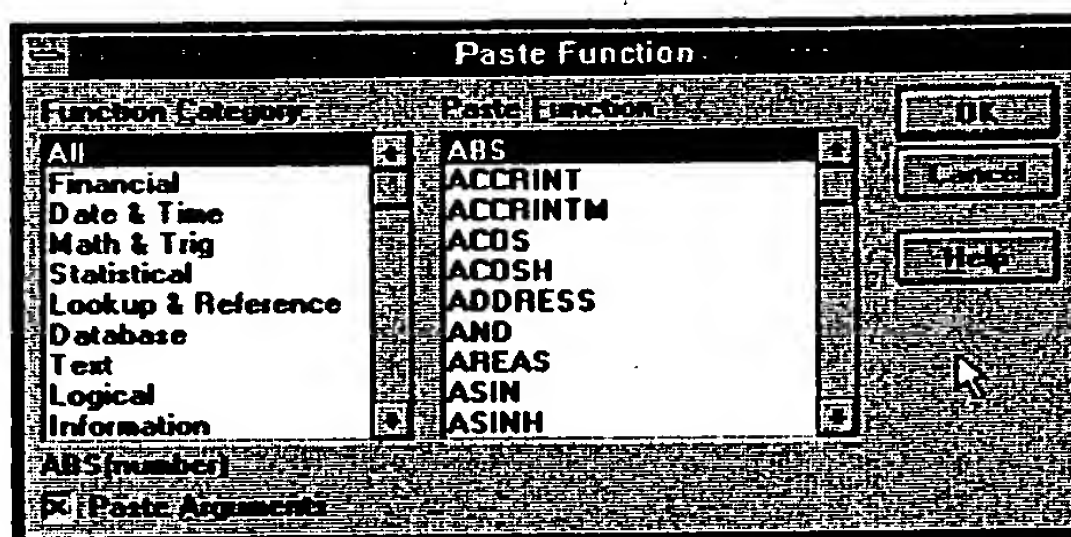 Paste Function
Function Category
All
Financial
Date & Time
Math & Trig
Statistical
Lookup & Reference
Database
Text
Logical
Information
Paste Function
ABS
ACCRINT
ACCRINTM
ACOS
ACOSH
ADDRESS
AND
AREAS
ASIN
ASINH
OK
Cancel
Help
ABS(number)
Paste Arguments